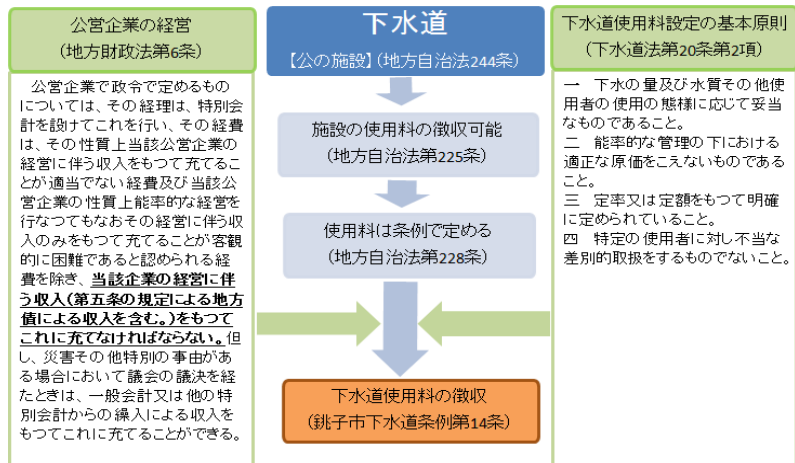 公営企業の経営
(地方財政法第6条)
公営企業で政令で定めるもの
については、その経理は、特別会
計を設けてこれを行い、その経費
は、その性質上当該公営企業の
経営に伴う収入をもつて充てるこ
とが適当でない経費及び当該公
営企業の性質上能率的な経営を
行なつてもなおその経営に伴う収
入のみをもつて充てることが客観
的に困難であると認められる経
費を除き、当該企業の経営に伴
う収入(第五条の規定による地方
債による収入を含む。)をもつて
これに充てなければならない。但
し、災害その他特別の事由があ
る場合において議会の議決を経
たときは、一般会計又は他の特
別会計からの繰入による収入を
もつてこれに充てることができる。
下水道
【公の施設】(地方自治法244条)
施設の使用料の徴収可能
(地方自治法第225条)
使用料は条例で定める
(地方自治法第228条)
下水道使用料の徴収
(銚子市下水道条例第14条)
下水道使用料設定の基本原則
(下水道法第20条第2項)
一 下水の量及び水質その他使
用者の使用の態様に応じて妥当
なものであること。
二 能率的な管理の下における
適正な原価をこえないものである
こと。
三 定率又は定額をもつて明確
に定められていること。
四 特定の使用者に対し不当な
差別的取扱をするものでないこと。